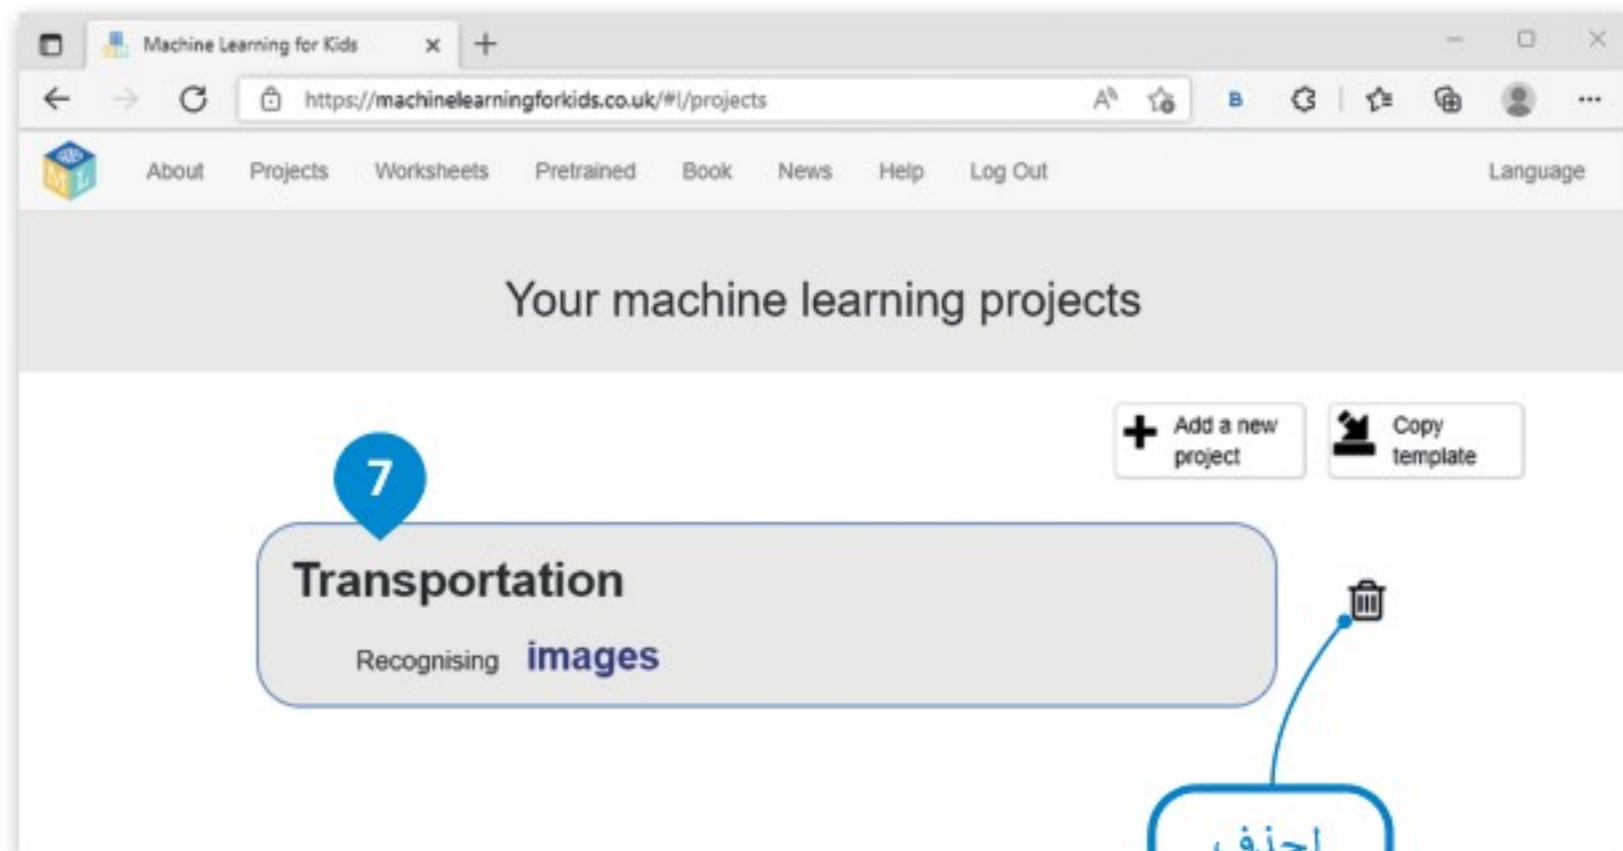 Machine Learning for Kids
https://machinelearningforkids.co.uk/#!/projects
About Projects Worksheets Pretrained Book News Help Log Out Language
Your machine learning projects
Add a new project
Copy template
7
Transportation
Recognising images
احذف